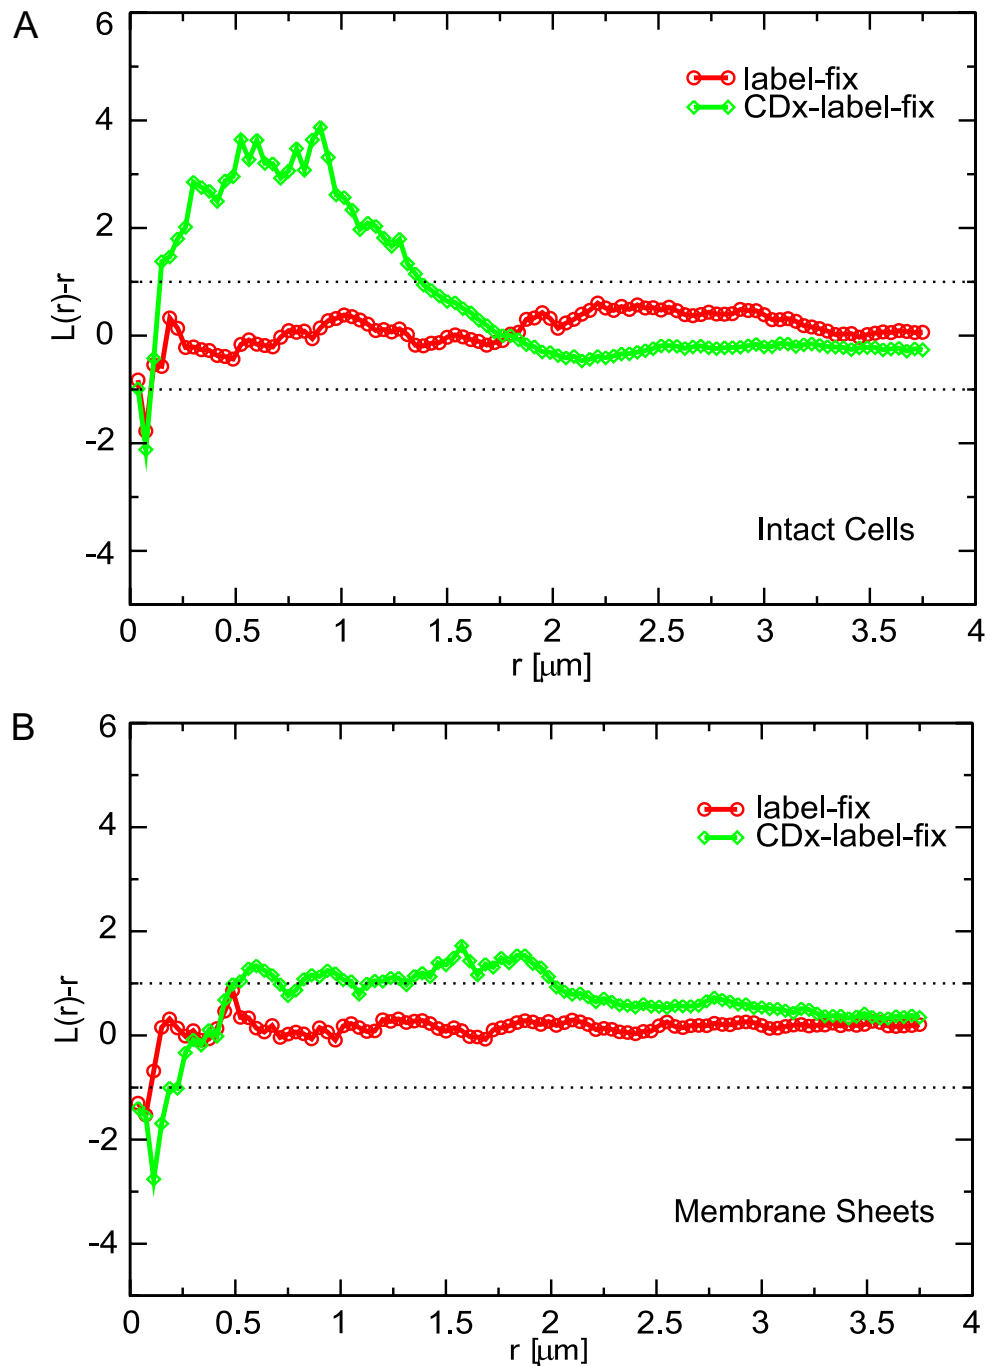 A
6
4
2
0
-2
-4
L(r)-r
label-fix
CDx-label-fix
Intact Cells
0 0.5 1 1.5 2 2.5 3 3.5 4
r [μm]
B
6
4
2
0
-2
-4
L(r)-r
label-fix
CDx-label-fix
Membrane Sheets
0 0.5 1 1.5 2 2.5 3 3.5 4
r [μm]